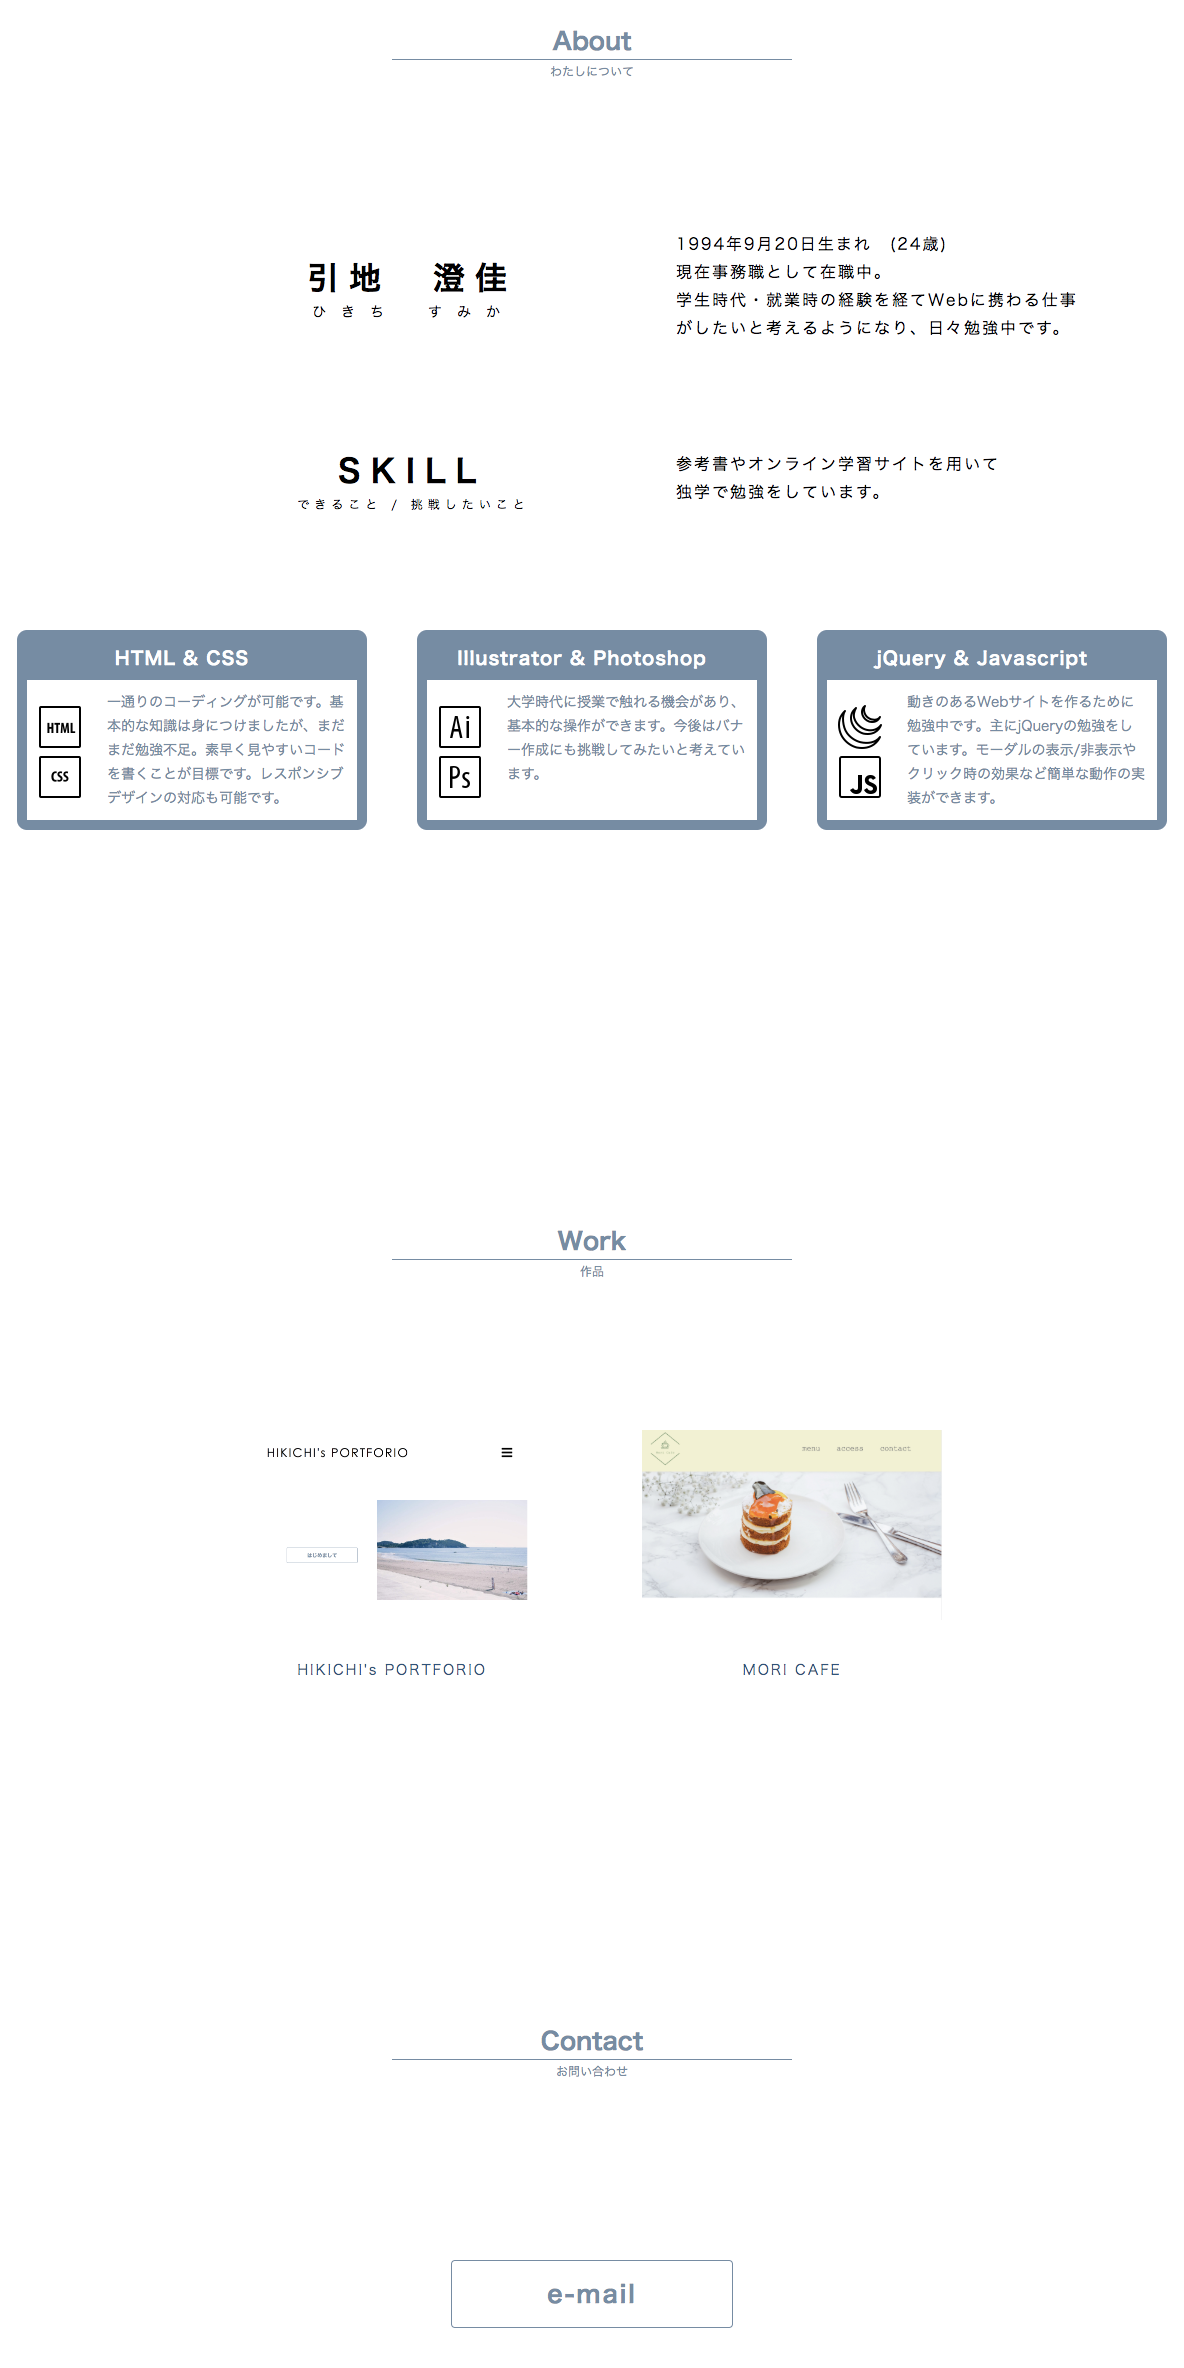 About
わたしについて
引地　澄佳
ひきち　すみか
1994年9月20日生まれ　(24歳)
現在事務職として在職中。
学生時代・就業時の経験を経てWebに携わる仕事
がしたいと考えるようになり、日々勉強中です。
SKILL
できること / 挑戦したいこと
参考書やオンライン学習サイトを用いて
独学で勉強をしています。
HTML & CSS
HTML
CSS
一通りのコーディングが可能です。基
本的な知識は身につけましたが、まだ
まだ勉強不足。素早く見やすいコード
を書くことが目標です。レスポンシブ
デザインの対応も可能です。
Illustrator & Photoshop
Ai
Ps
大学時代に授業で触れる機会があり、
基本的な操作ができます。今後はバナ
ー作成にも挑戦してみたいと考えてい
ます。
jQuery & Javascript
JS
動きのあるWebサイトを作るために
勉強中です。主にjQueryの勉強をし
ています。モーダルの表示/非表示や
クリック時の効果など簡単な動作の実
装ができます。
Work
作品
HIKICHI's PORTFORIO
はじめまして
menu access contact
HIKICHI's PORTFORIO
MORI CAFE
Contact
お問い合わせ
e-mail